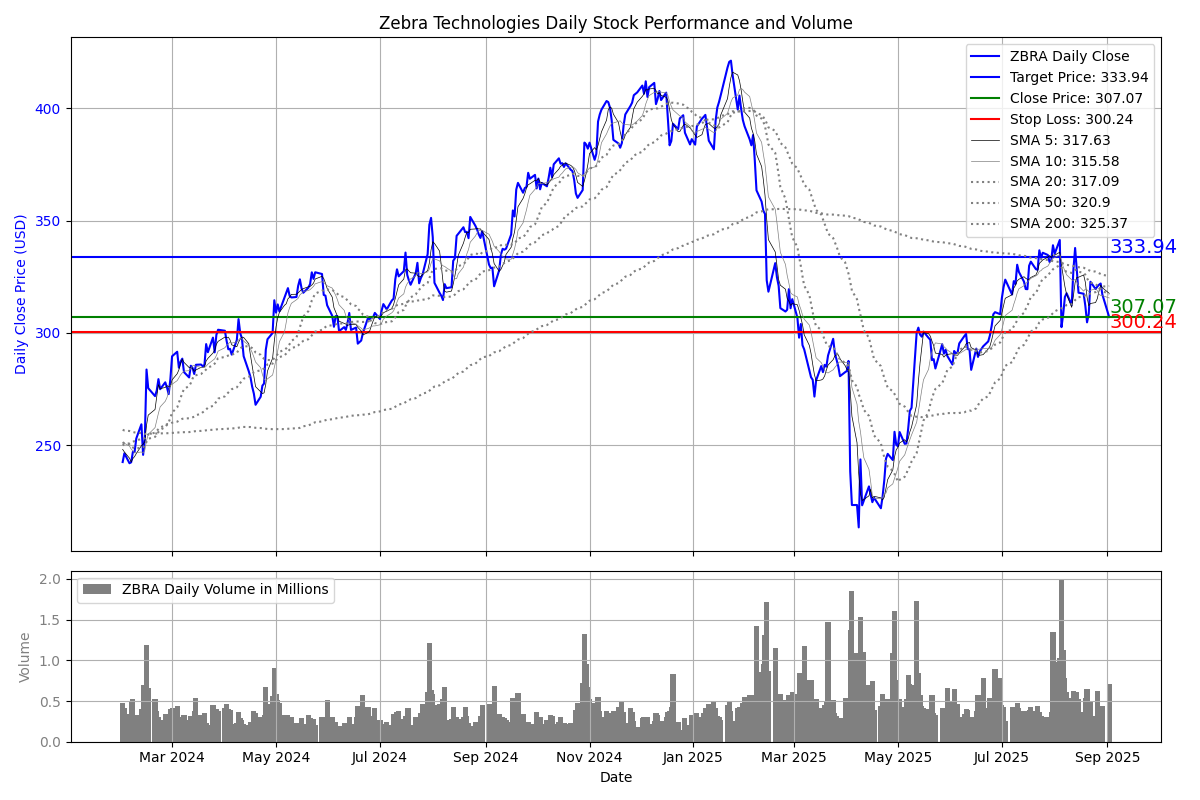 Zebra Technologies Daily Stock Performance and Volume
Daily Close Price (USD)
400
350
300
250
ZBRA Daily Close
Target Price: 333.94
Close Price: 307.07
Stop Loss: 300.24
SMA 5: 317.63
SMA 10: 315.58
SMA 20: 317.09
SMA 50: 320.9
SMA 200: 325.37
333.94
307.07
300.24
Volume
2.0
1.5
1.0
0.5
0.0
ZBRA Daily Volume in Millions
Mar 2024
May 2024
Jul 2024
Sep 2024
Nov 2024
Jan 2025
Mar 2025
May 2025
Jul 2025
Sep 2025
Date